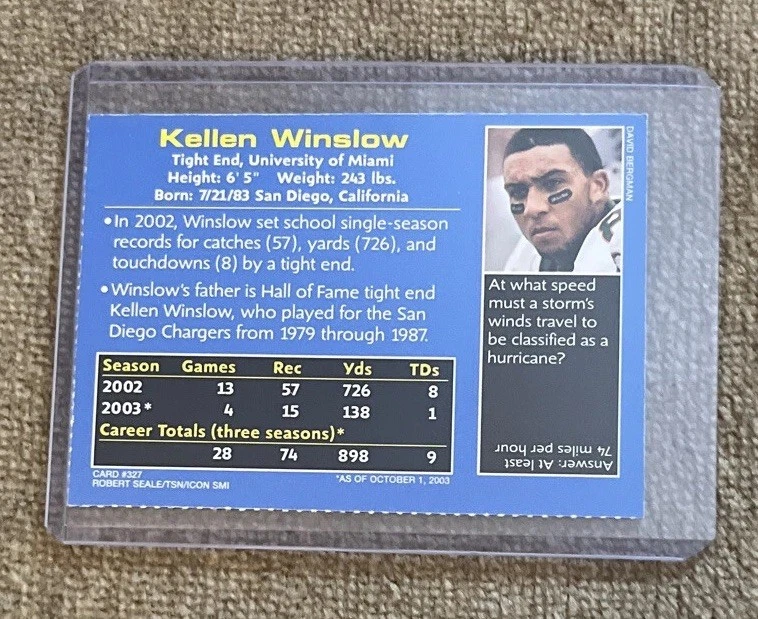 Kellen Winslow
Tight End, University of Miami
Height: 6' 5" Weight: 243 lbs.
Born: 7/21/83 San Diego, California
•In 2002, Winslow set school single-season
records for catches (57), yards (726), and
touchdowns (8) by a tight end.
•Winslow's father is Hall of Fame tight end
Kellen Winslow, who played for the San
Diego Chargers from 1979 through 1987.
Season Games Rec Yds TDs
2002 13 57 726 8
2003* 4 15 138 1
Career Totals (three seasons)*
28 74 898 9
CARD #327
ROBERT SEALE/TSN/ICON SMI
*AS OF OCTOBER 1, 2003
DAVID BERGMAN
At what speed
must a storm's
winds travel to
be classified as a
hurricane?
Answer: At least
74 miles per hour